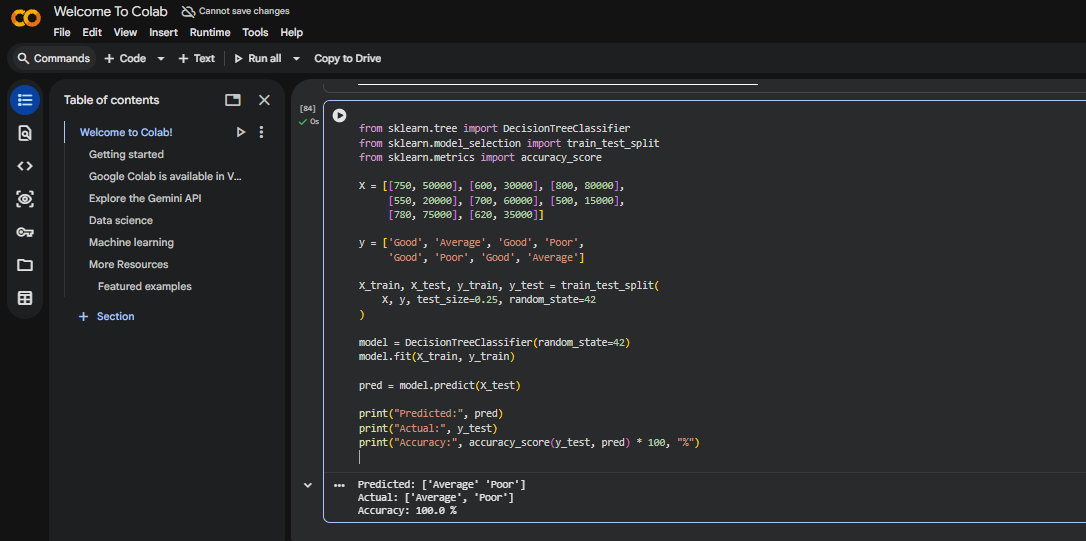 Welcome To Colab
Cannot save changes
File Edit View Insert Runtime Tools Help
Commands + Code + Text Run all Copy to Drive
Table of contents
Welcome to Colab!
Getting started
Google Colab is available in V...
Explore the Gemini API
Data science
Machine learning
More Resources
Featured examples
+ Section
[84]
0s
from sklearn.tree import DecisionTreeClassifier
from sklearn.model_selection import train_test_split
from sklearn.metrics import accuracy_score
X = [[750, 50000], [600, 30000], [800, 80000],
[550, 20000], [700, 60000], [500, 15000],
[780, 75000], [620, 35000]]
y = ['Good', 'Average', 'Good', 'Poor',
'Good', 'Poor', 'Good', 'Average']
X_train, X_test, y_train, y_test = train_test_split(
X, y, test_size=0.25, random_state=42
)
model = DecisionTreeClassifier(random_state=42)
model.fit(X_train, y_train)
pred = model.predict(X_test)
print("Predicted:", pred)
print("Actual:", y_test)
print("Accuracy:", accuracy_score(y_test, pred) * 100, "%")
Predicted: ['Average' 'Poor']
Actual: ['Average', 'Poor']
Accuracy: 100.0 %